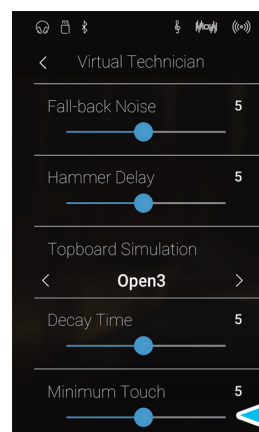 Virtual Technician
Fall-back Noise 5
Hammer Delay 5
Topboard Simulation
Open3
Decay Time 5
Minimum Touch 5